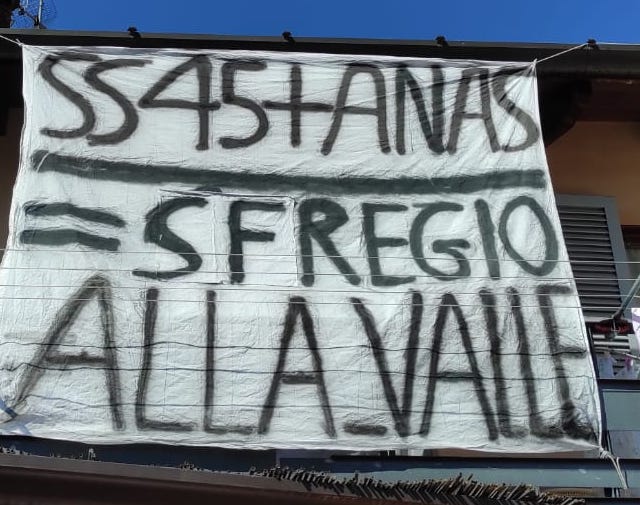 SS45+ANAS
= SFREGIO
ALLA VALLE